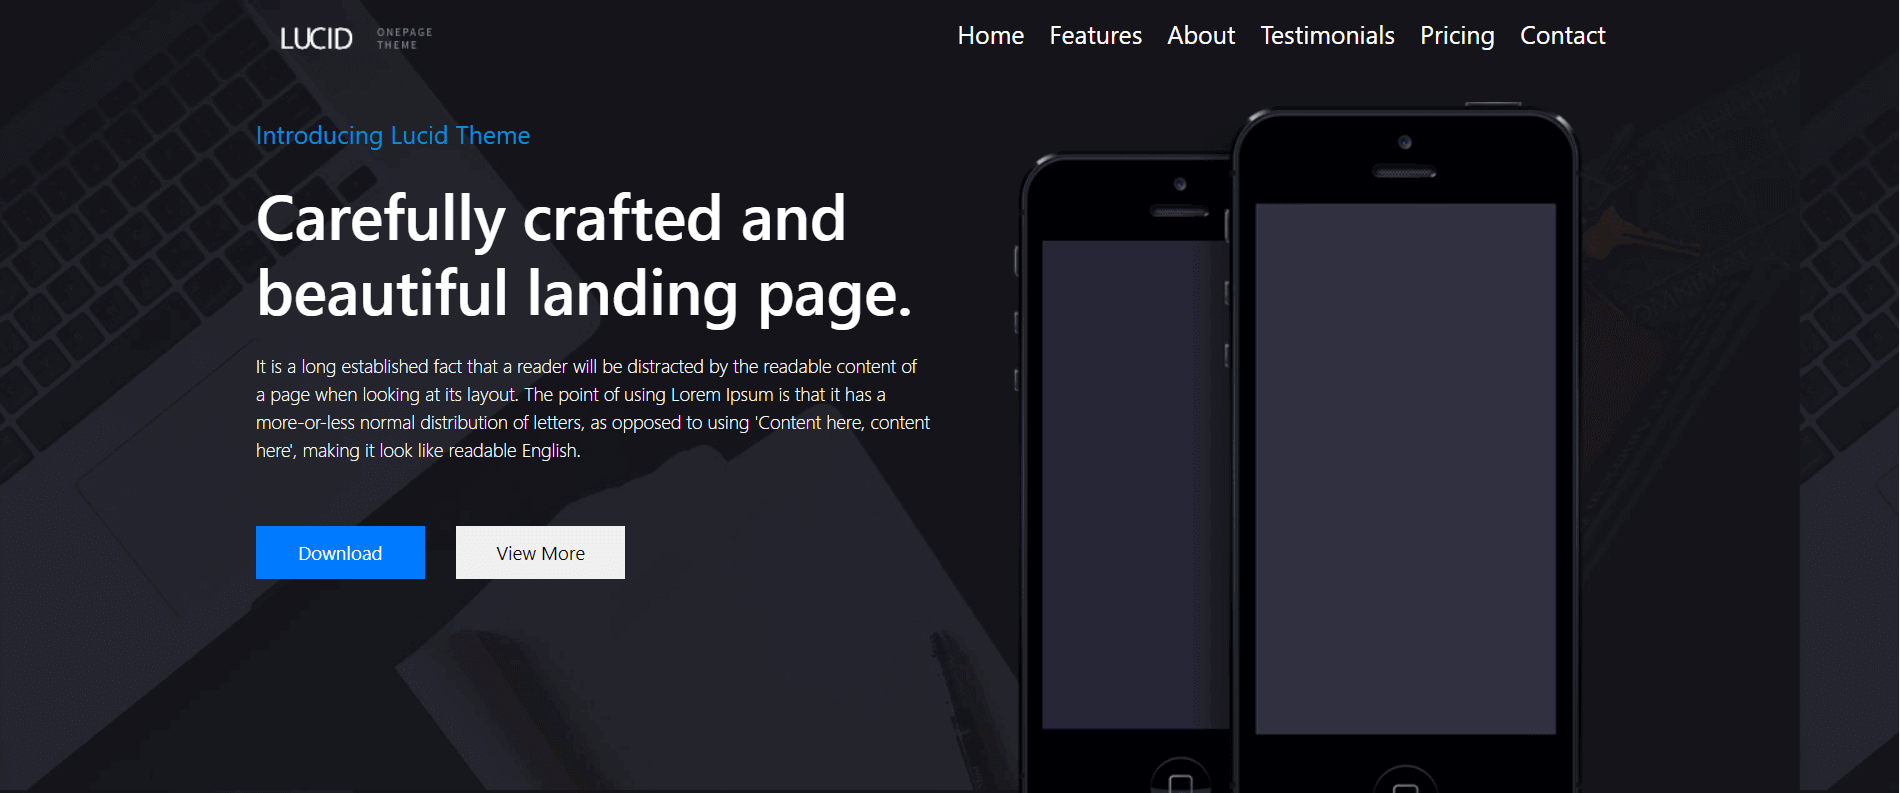 LUCID
ONEPAGE
THEME
Home Features About Testimonials Pricing Contact
Introducing Lucid Theme
Carefully crafted and
beautiful landing page.
It is a long established fact that a reader will be distracted by the readable content of
a page when looking at its layout. The point of using Lorem Ipsum is that it has a
more-or-less normal distribution of letters, as opposed to using 'Content here, content
here', making it look like readable English.
Download
View More